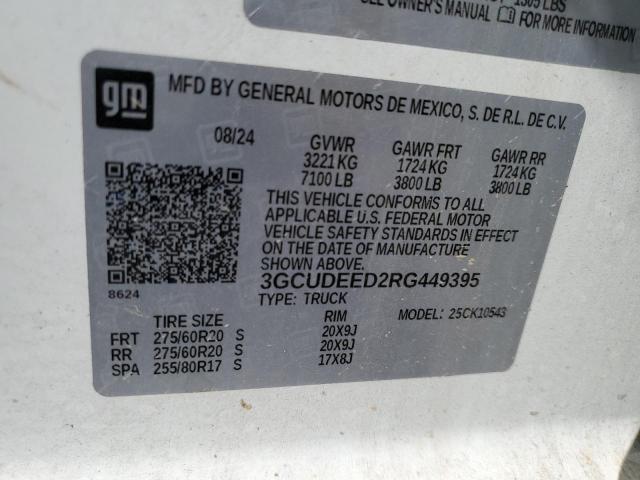 1305 LBS
SEE OWNER'S MANUAL FOR MORE INFORMATION
gm
MFD BY GENERAL MOTORS DE MEXICO, S. DE R.L. DE C.V.
08/24 GVWR GAWR FRT GAWR RR
3221 KG 1724 KG 1724 KG
7100 LB 3800 LB 3800 LB
THIS VEHICLE CONFORMS TO ALL
APPLICABLE U.S. FEDERAL MOTOR
VEHICLE SAFETY STANDARDS IN EFFECT
ON THE DATE OF MANUFACTURE
SHOWN ABOVE.
3GCUDEED2RG449395
8624
TYPE: TRUCK MODEL: 25CK10543
TIRE SIZE RIM
FRT 275/60R20 S 20X9J
RR 275/60R20 S 20X9J
SPA 255/80R17 S 17X8J